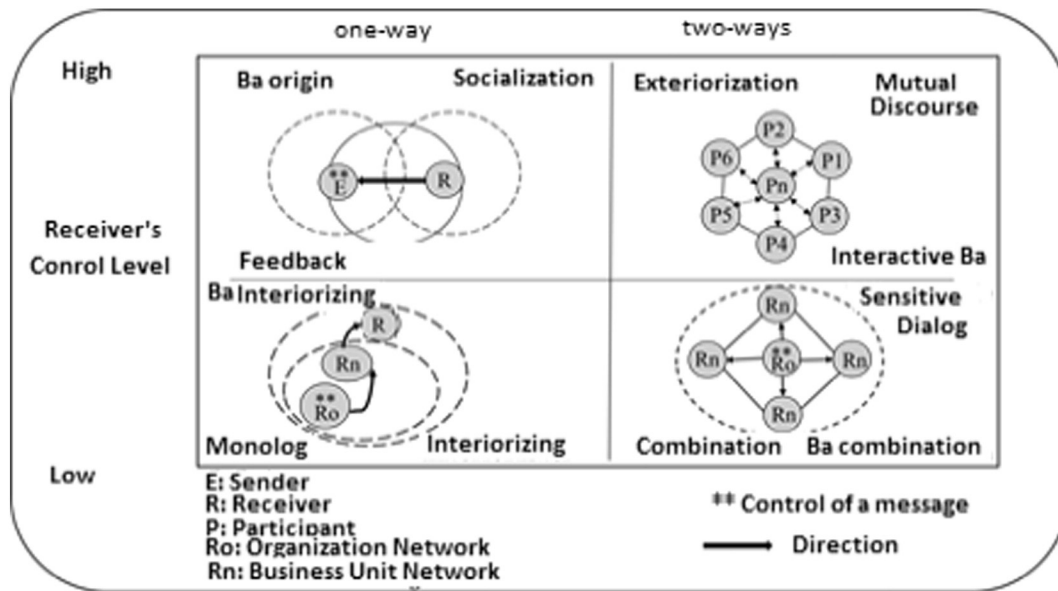 one-way
two-ways
High
Ba origin
Socialization
Exteriorization
Mutual
Discourse
** E
R
P2
P6
P1
Pn
P5
P3
P4
Receiver's
Conrol Level
Feedback
Interactive Ba
Ba Interiorizing
R
Rn
** Ro
Monolog
Interiorizing
Sensitive
Dialog
Rn
Rn
** Ro
Rn
Rn
Combination
Ba combination
Low
E: Sender
R: Receiver
P: Participant
Ro: Organization Network
Rn: Business Unit Network
** Control of a message
Direction